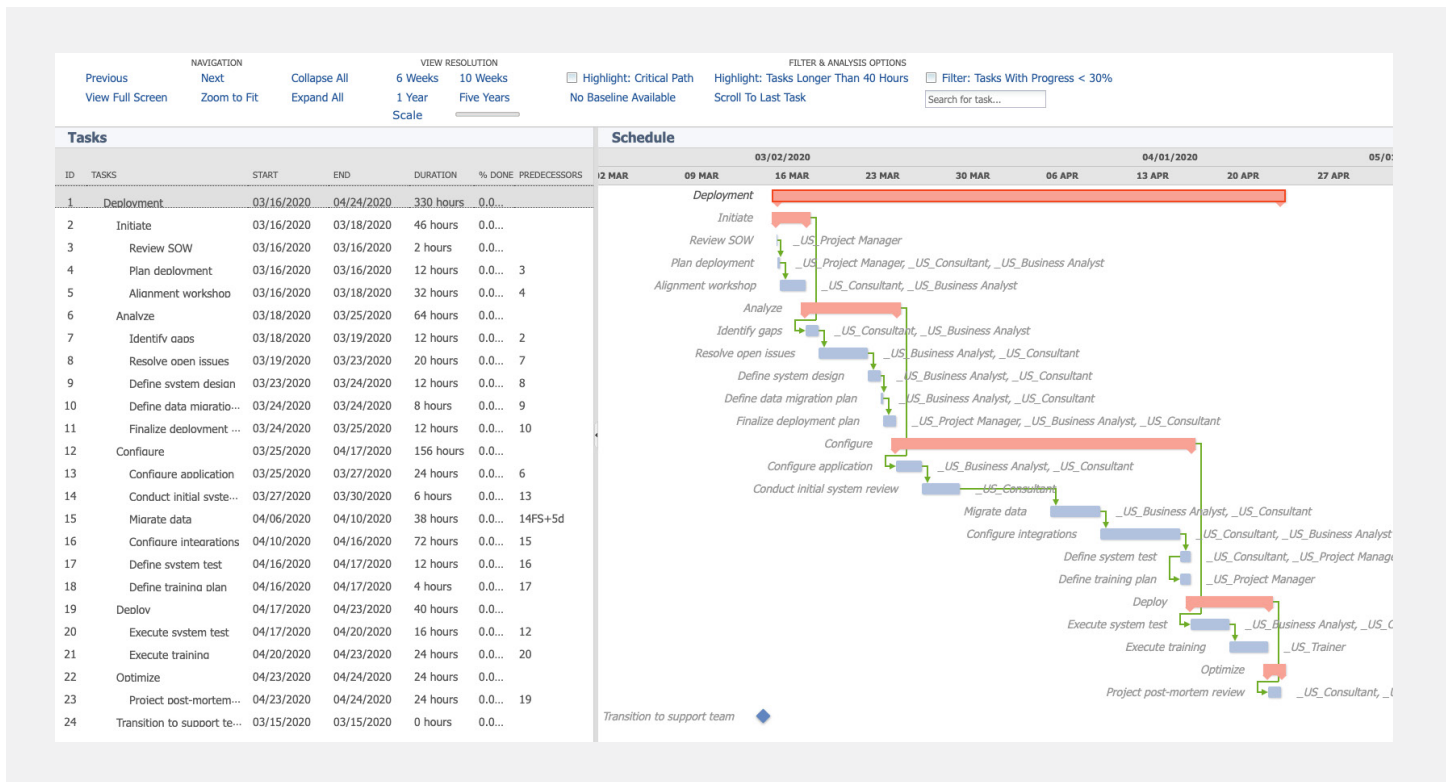 NAVIGATION VIEW RESOLUTION FILTER & ANALYSIS OPTIONS
Previous Next Collapse All 6 Weeks 10 Weeks Highlight: Critical Path Highlight: Tasks Longer Than 40 Hours Filter: Tasks With Progress < 30%
View Full Screen Zoom to Fit Expand All 1 Year Five Years No Baseline Available Scroll To Last Task Search for task...
Scale
Tasks Schedule
03/02/2020 04/01/2020 05/0
ID TASKS START END DURATION % DONE PREDECESSORS 02 MAR 09 MAR 16 MAR 23 MAR 30 MAR 06 APR 13 APR 20 APR 27 APR
1 Deployment 03/16/2020 04/24/2020 330 hours 0.0... Deployment
2 Initiate 03/16/2020 03/18/2020 46 hours 0.0... Initiate
3 Review SOW 03/16/2020 03/16/2020 2 hours 0.0... Review SOW _US_Project Manager
4 Plan deployment 03/16/2020 03/16/2020 12 hours 0.0... 3 Plan deployment _US_Project Manager, _US_Consultant, _US_Business Analyst
5 Alignment workshop 03/16/2020 03/18/2020 32 hours 0.0... 4 Alignment workshop _US_Consultant, _US_Business Analyst
6 Analyze 03/18/2020 03/25/2020 64 hours 0.0... Analyze
7 Identify gaps 03/18/2020 03/19/2020 12 hours 0.0... 2 Identify gaps _US_Consultant, _US_Business Analyst
8 Resolve open issues 03/19/2020 03/23/2020 20 hours 0.0... 7 Resolve open issues _US_Business Analyst, _US_Consultant
9 Define system design 03/23/2020 03/24/2020 12 hours 0.0... 8 Define system design _US_Business Analyst, _US_Consultant
10 Define data migratio... 03/24/2020 03/24/2020 8 hours 0.0... 9 Define data migration plan _US_Business Analyst, _US_Consultant
11 Finalize deployment ... 03/24/2020 03/25/2020 12 hours 0.0... 10 Finalize deployment plan _US_Project Manager, _US_Business Analyst, _US_Consultant
12 Configure 03/25/2020 04/17/2020 156 hours 0.0... Configure
13 Configure application 03/25/2020 03/27/2020 24 hours 0.0... 6 Configure application _US_Business Analyst, _US_Consultant
14 Conduct initial syste... 03/27/2020 03/30/2020 6 hours 0.0... 13 Conduct initial system review _US_Consultant
15 Migrate data 04/06/2020 04/10/2020 38 hours 0.0... 14FS+5d Migrate data _US_Business Analyst, _US_Consultant
16 Configure integrations 04/10/2020 04/16/2020 72 hours 0.0... 15 Configure integrations _US_Consultant, _US_Business Analyst
17 Define system test 04/16/2020 04/17/2020 12 hours 0.0... 16 Define system test _US_Consultant, _US_Project Manage
18 Define training plan 04/16/2020 04/17/2020 4 hours 0.0... 17 Define training plan _US_Project Manager
19 Deploy 04/17/2020 04/23/2020 40 hours 0.0... Deploy
20 Execute system test 04/17/2020 04/20/2020 16 hours 0.0... 12 Execute system test _US_Business Analyst, _US_C
21 Execute training 04/20/2020 04/23/2020 24 hours 0.0... 20 Execute training _US_Trainer
22 Optimize 04/23/2020 04/24/2020 24 hours 0.0... Optimize
23 Project post-mortem... 04/23/2020 04/24/2020 24 hours 0.0... 19 Project post-mortem review _US_Consultant,
24 Transition to support te... 03/15/2020 03/15/2020 0 hours 0.0... Transition to support team